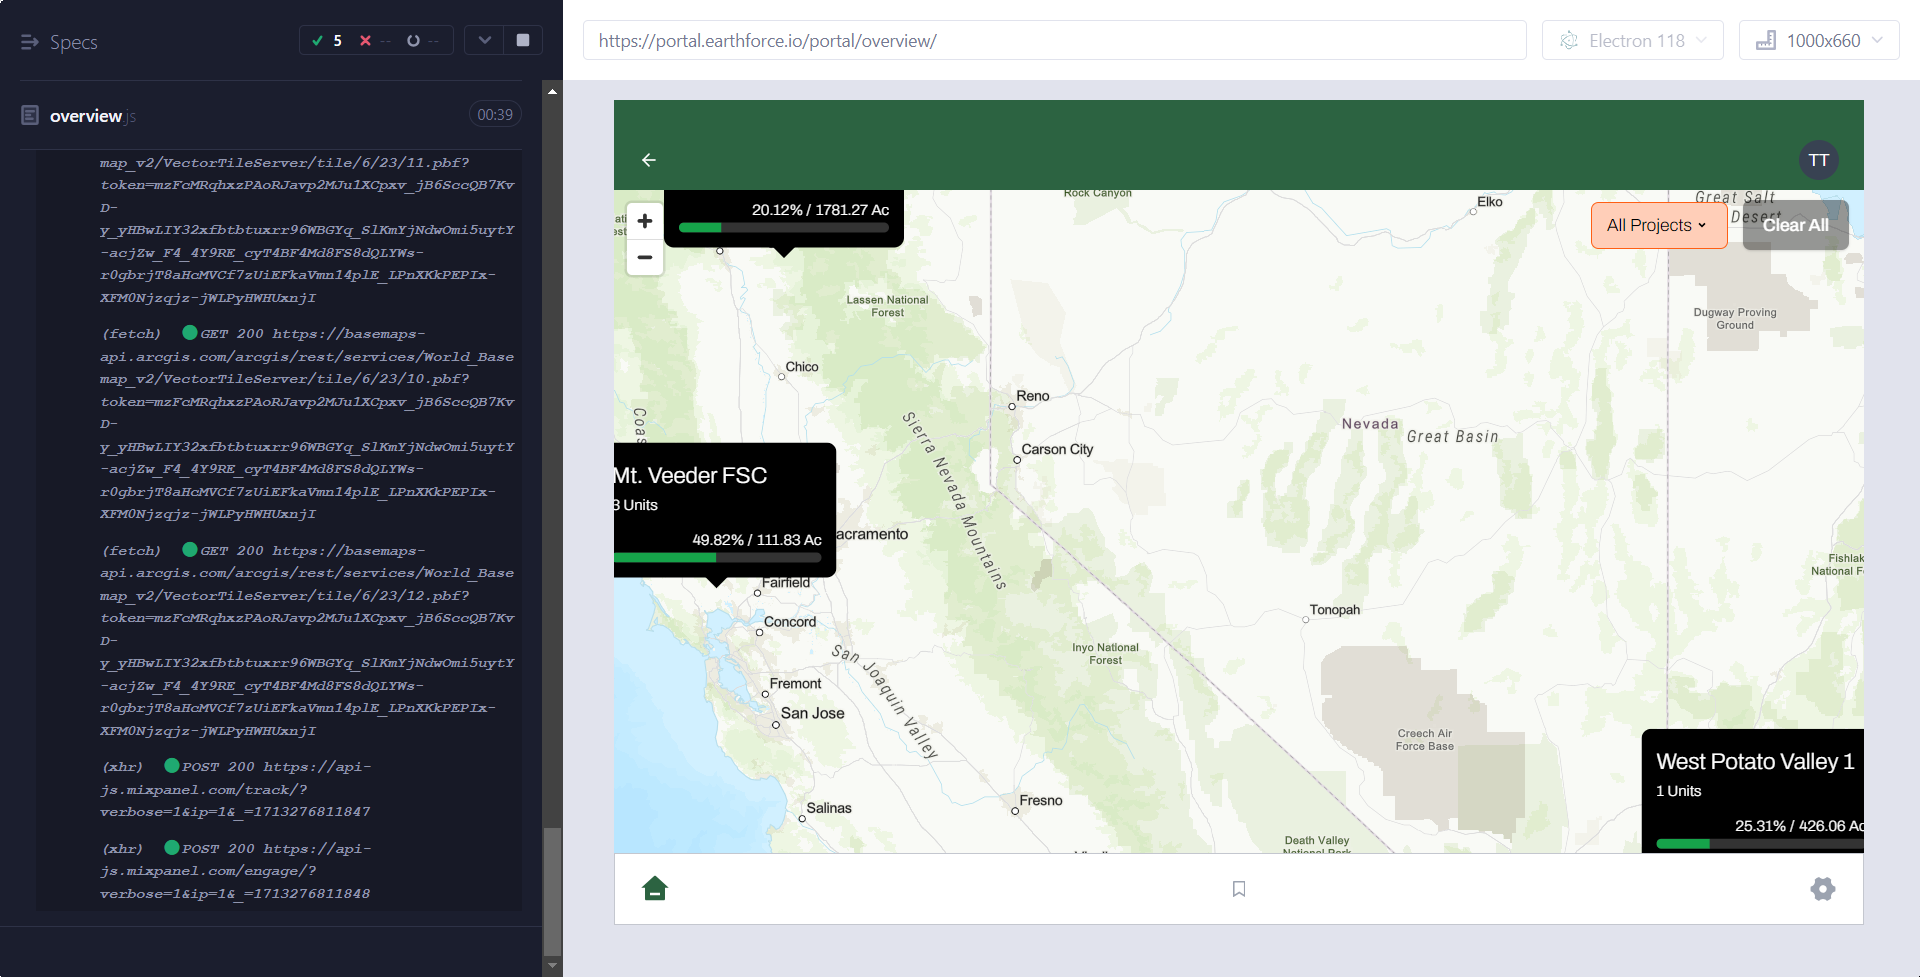 Specs
5
--
--
overview.js
00:39
map_v2/VectorTileServer/tile/6/23/11.pbf?
token=mzFcMRqhxzPAoRJavp2MJu1XCpxv_jB6SccQB7Kv
D-
y_yHBwLIY32xfbtbtuxrr96WBGYq_SlKmYjNdwOmi5uytY
-acjZw_F4_4Y9RE_cyT4BF4Md8FS8dQLYWs-
r0gbrjT8aHcMVCf7zUiEFkaVmn14plE_LPnXKkPEPIx-
XFM0Njzqjz-jWLPyHWHUxnjI
(fetch) GET 200 https://basemaps-
api.arcgis.com/arcgis/rest/services/World_Base
map_v2/VectorTileServer/tile/6/23/10.pbf?
token=mzFcMRqhxzPAoRJavp2MJu1XCpxv_jB6SccQB7Kv
D-
y_yHBwLIY32xfbtbtuxrr96WBGYq_SlKmYjNdwOmi5uytY
-acjZw_F4_4Y9RE_cyT4BF4Md8FS8dQLYWs-
r0gbrjT8aHcMVCf7zUiEFkaVmn14plE_LPnXKkPEPIx-
XFM0Njzqjz-jWLPyHWHUxnjI
(fetch) GET 200 https://basemaps-
api.arcgis.com/arcgis/rest/services/World_Base
map_v2/VectorTileServer/tile/6/23/12.pbf?
token=mzFcMRqhxzPAoRJavp2MJu1XCpxv_jB6SccQB7Kv
D-
y_yHBwLIY32xfbtbtuxrr96WBGYq_SlKmYjNdwOmi5uytY
-acjZw_F4_4Y9RE_cyT4BF4Md8FS8dQLYWs-
r0gbrjT8aHcMVCf7zUiEFkaVmn14plE_LPnXKkPEPIx-
XFM0Njzqjz-jWLPyHWHUxnjI
(xhr) POST 200 https://api-
js.mixpanel.com/track/?
verbose=1&ip=1&_=1713276811847
(xhr) POST 200 https://api-
js.mixpanel.com/engage/?
verbose=1&ip=1&_=1713276811848
https://portal.earthforce.io/portal/overview/
Electron 118
1000x660
TT
+
−
20.12% / 1781.27 Ac
Rock Canyon
Elko
Great Salt
Desert
All Projects
Clear All
Lassen National
Forest
Dugway Proving
Ground
Chico
Reno
Coas
Carson City
Nevada
Great Basin
Sierra Nevada Mountains
Mt. Veeder FSC
3 Units
49.82% / 111.83 Ac
acramento
Fairfield
Concord
Fishlak
National Fo
Tonopah
Inyo National
Forest
San Joaquin Valley
Fremont
San Jose
Creech Air
Force Base
West Potato Valley 1
1 Units
25.31% / 426.06 Ac
Salinas
Fresno
Death Valley
National Park